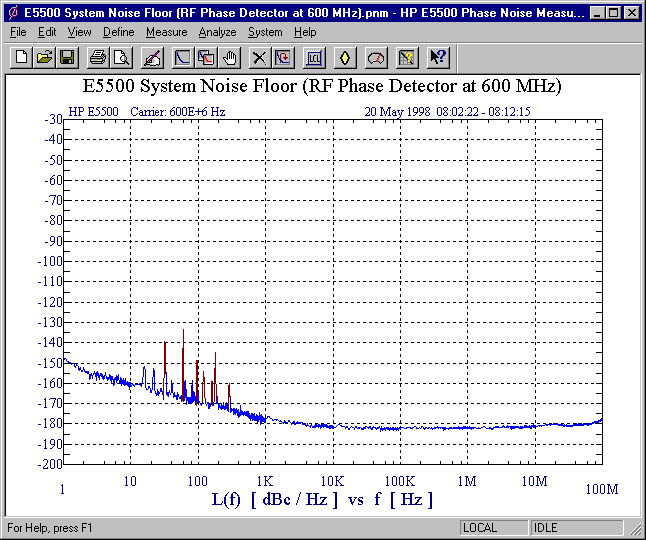 E5500 System Noise Floor (RF Phase Detector at 600 MHz).pnm - HP E5500 Phase Noise Measu...
File Edit View Define Measure Analyze System Help
LCL
E5500 System Noise Floor (RF Phase Detector at 600 MHz)
HP E5500 Carrier: 600E+6 Hz 20 May 1998 08:02:22 - 08:12:15
-30
-40
-50
-60
-70
-80
-90
-100
-110
-120
-130
-140
-150
-160
-170
-180
-190
-200
1 10 100 1K 10K 100K 1M 10M 100M
L(f) [ dBc / Hz ] vs f [ Hz ]
For Help, press F1 LOCAL IDLE